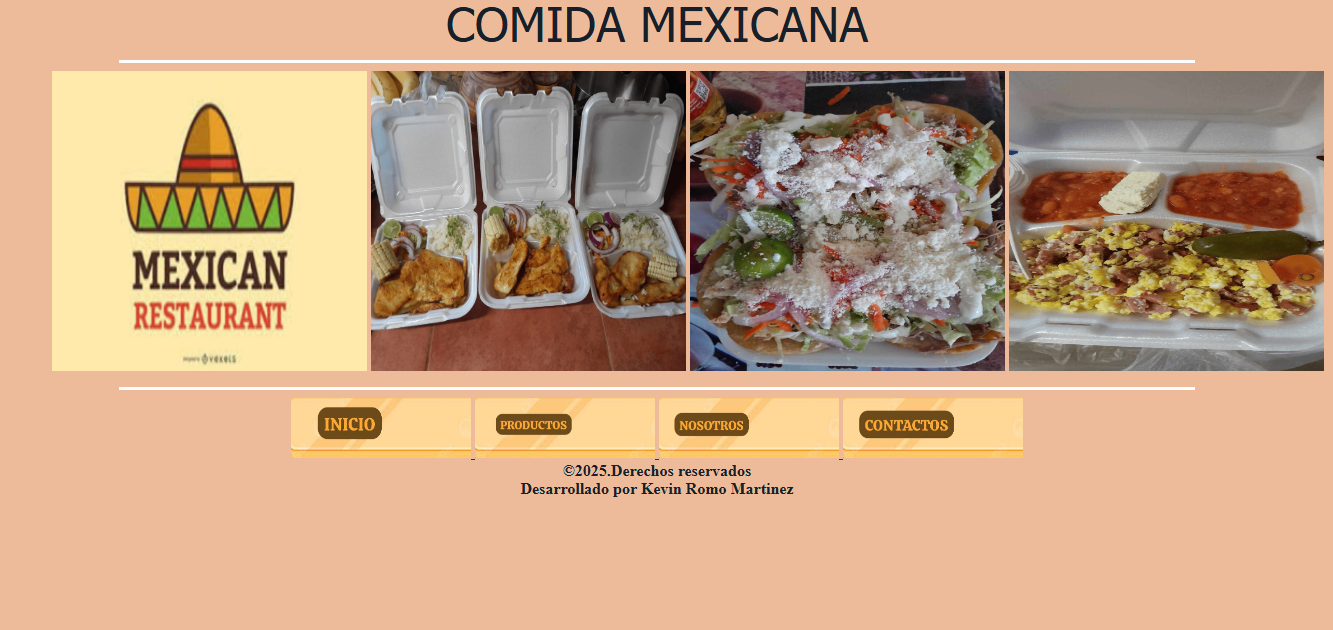 COMIDA MEXICANA
MEXICAN
RESTAURANT
vexels
INICIO
PRODUCTOS
NOSOTROS
CONTACTOS
©2025.Derechos reservados
Desarrollado por Kevin Romo Martinez